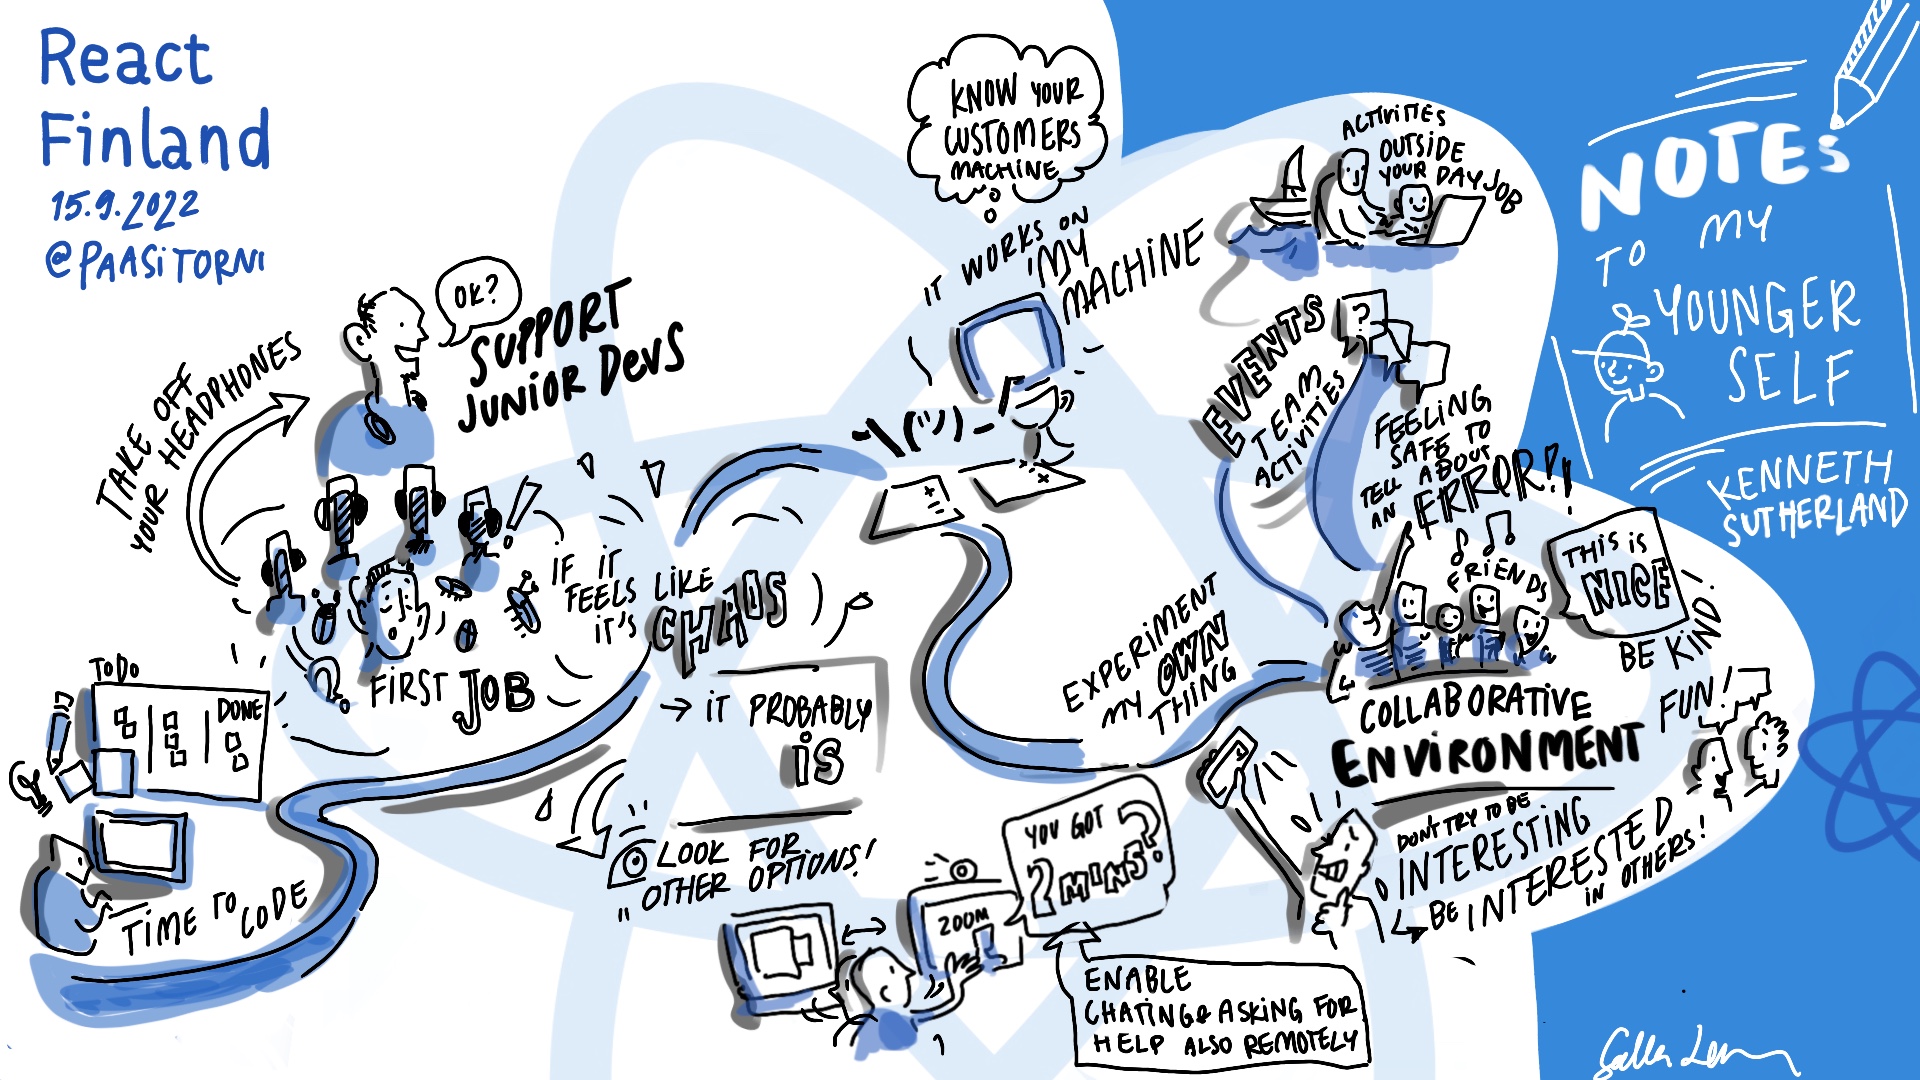 React
Finland
15.9.2022
@PAASiTORNi
NOTEs
TO MY
YOUNGER
SELF
KENNETH
SUTHERLAND
TODO
DONE
TIME TO CODE
FiRST JOB
TAKE OFF
YOUR HEADPHONES
OK?
SUPPORT
JUNiOR DevS
IF IT
FEELS LIKE
IT'S CHAOS
→ iT PROBABLY
iS
LOOK FOR
OTHER OPTIONS!
KNOW YOUR
CUSTOMERS
MACHiNE
IT WORKS ON
'MY
MACHINE
¯\(ツ)/¯
EXPERIMENT
MY OWN
THING
ZOOM
YOU GOT
2 MINS?
ENABLE
CHATiNG & ASKiNG FOR
HELP ALSO REMOTELY
ACTiViTiES
OUTSiDE
YOUR DAY JOB
EVENTS
TEAM
ACTiViTiES
?
FEELiNG
SAFE TO
TELL ABOUT
AN ERROR!!
FRiENDS
THiS iS
NICE
BE KiND!
FUN!
COLLABORATiVE
ENViRONMENT
DON'T TRY TO BE
INTERESTING
BE INTERESTED
iN OTHERS!